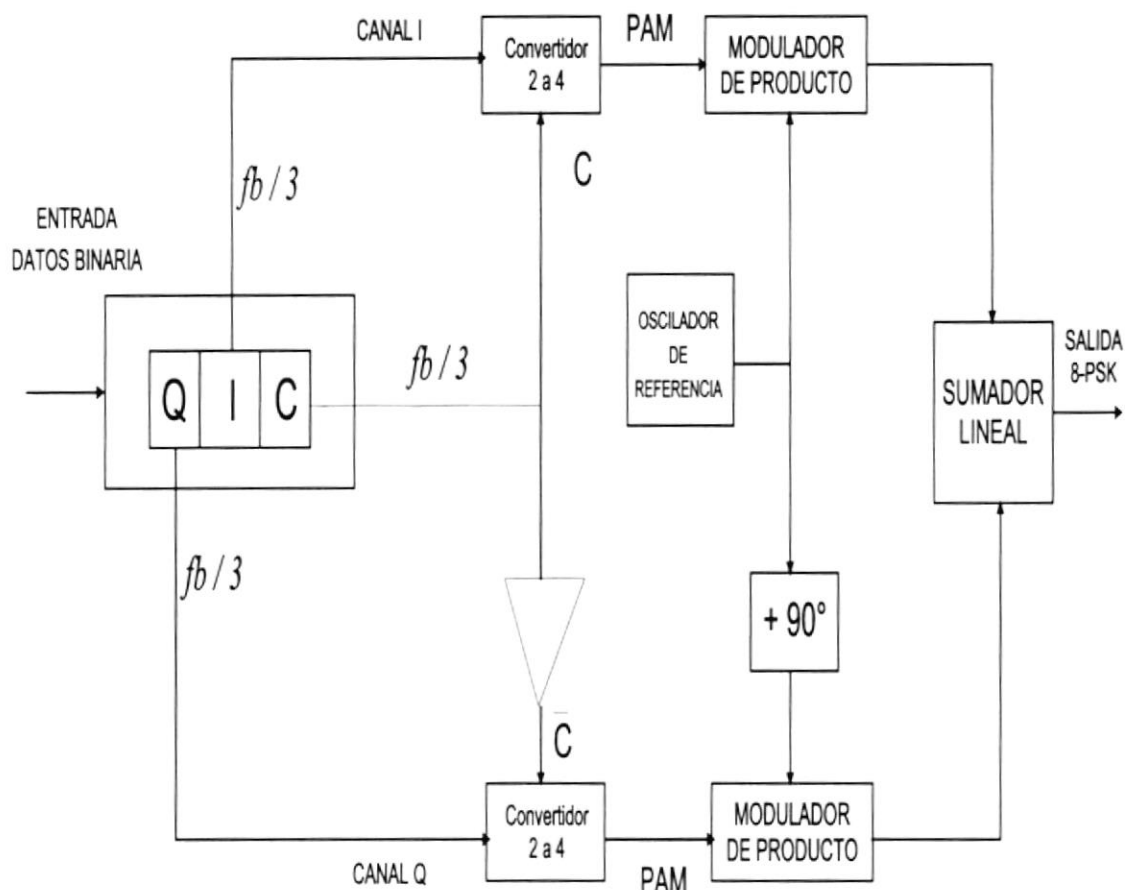 CANAL I
Convertidor
2 a 4
PAM
MODULADOR
DE PRODUCTO
C
fb / 3
ENTRADA
DATOS BINARIA
Q I C
fb / 3
OSCILADOR
DE
REFERENCIA
SUMADOR
LINEAL
SALIDA
8-PSK
fb / 3
+ 90°
C̅
Convertidor
2 a 4
MODULADOR
DE PRODUCTO
CANAL Q
PAM